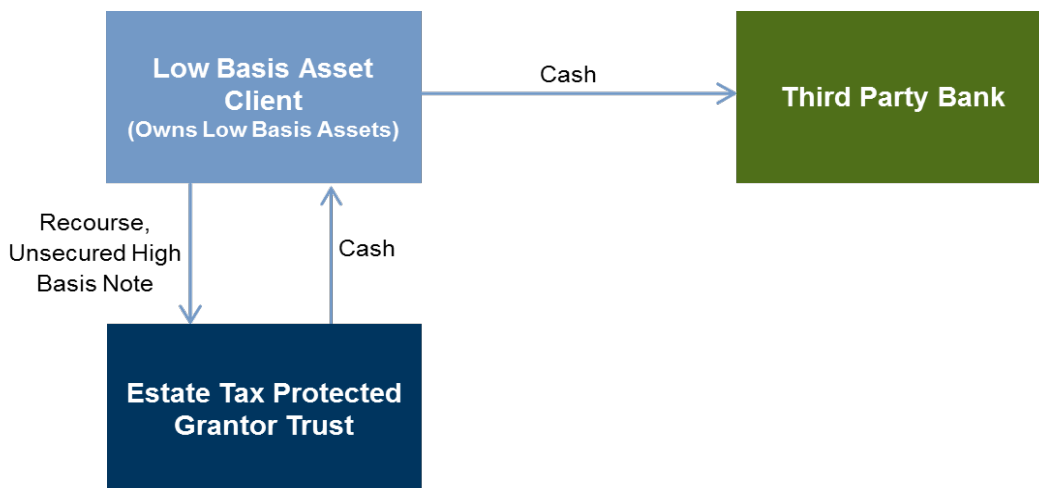 Low Basis Asset
Client
(Owns Low Basis Assets)
Cash
Third Party Bank
Recourse,
Unsecured High
Basis Note
Cash
Estate Tax Protected
Grantor Trust